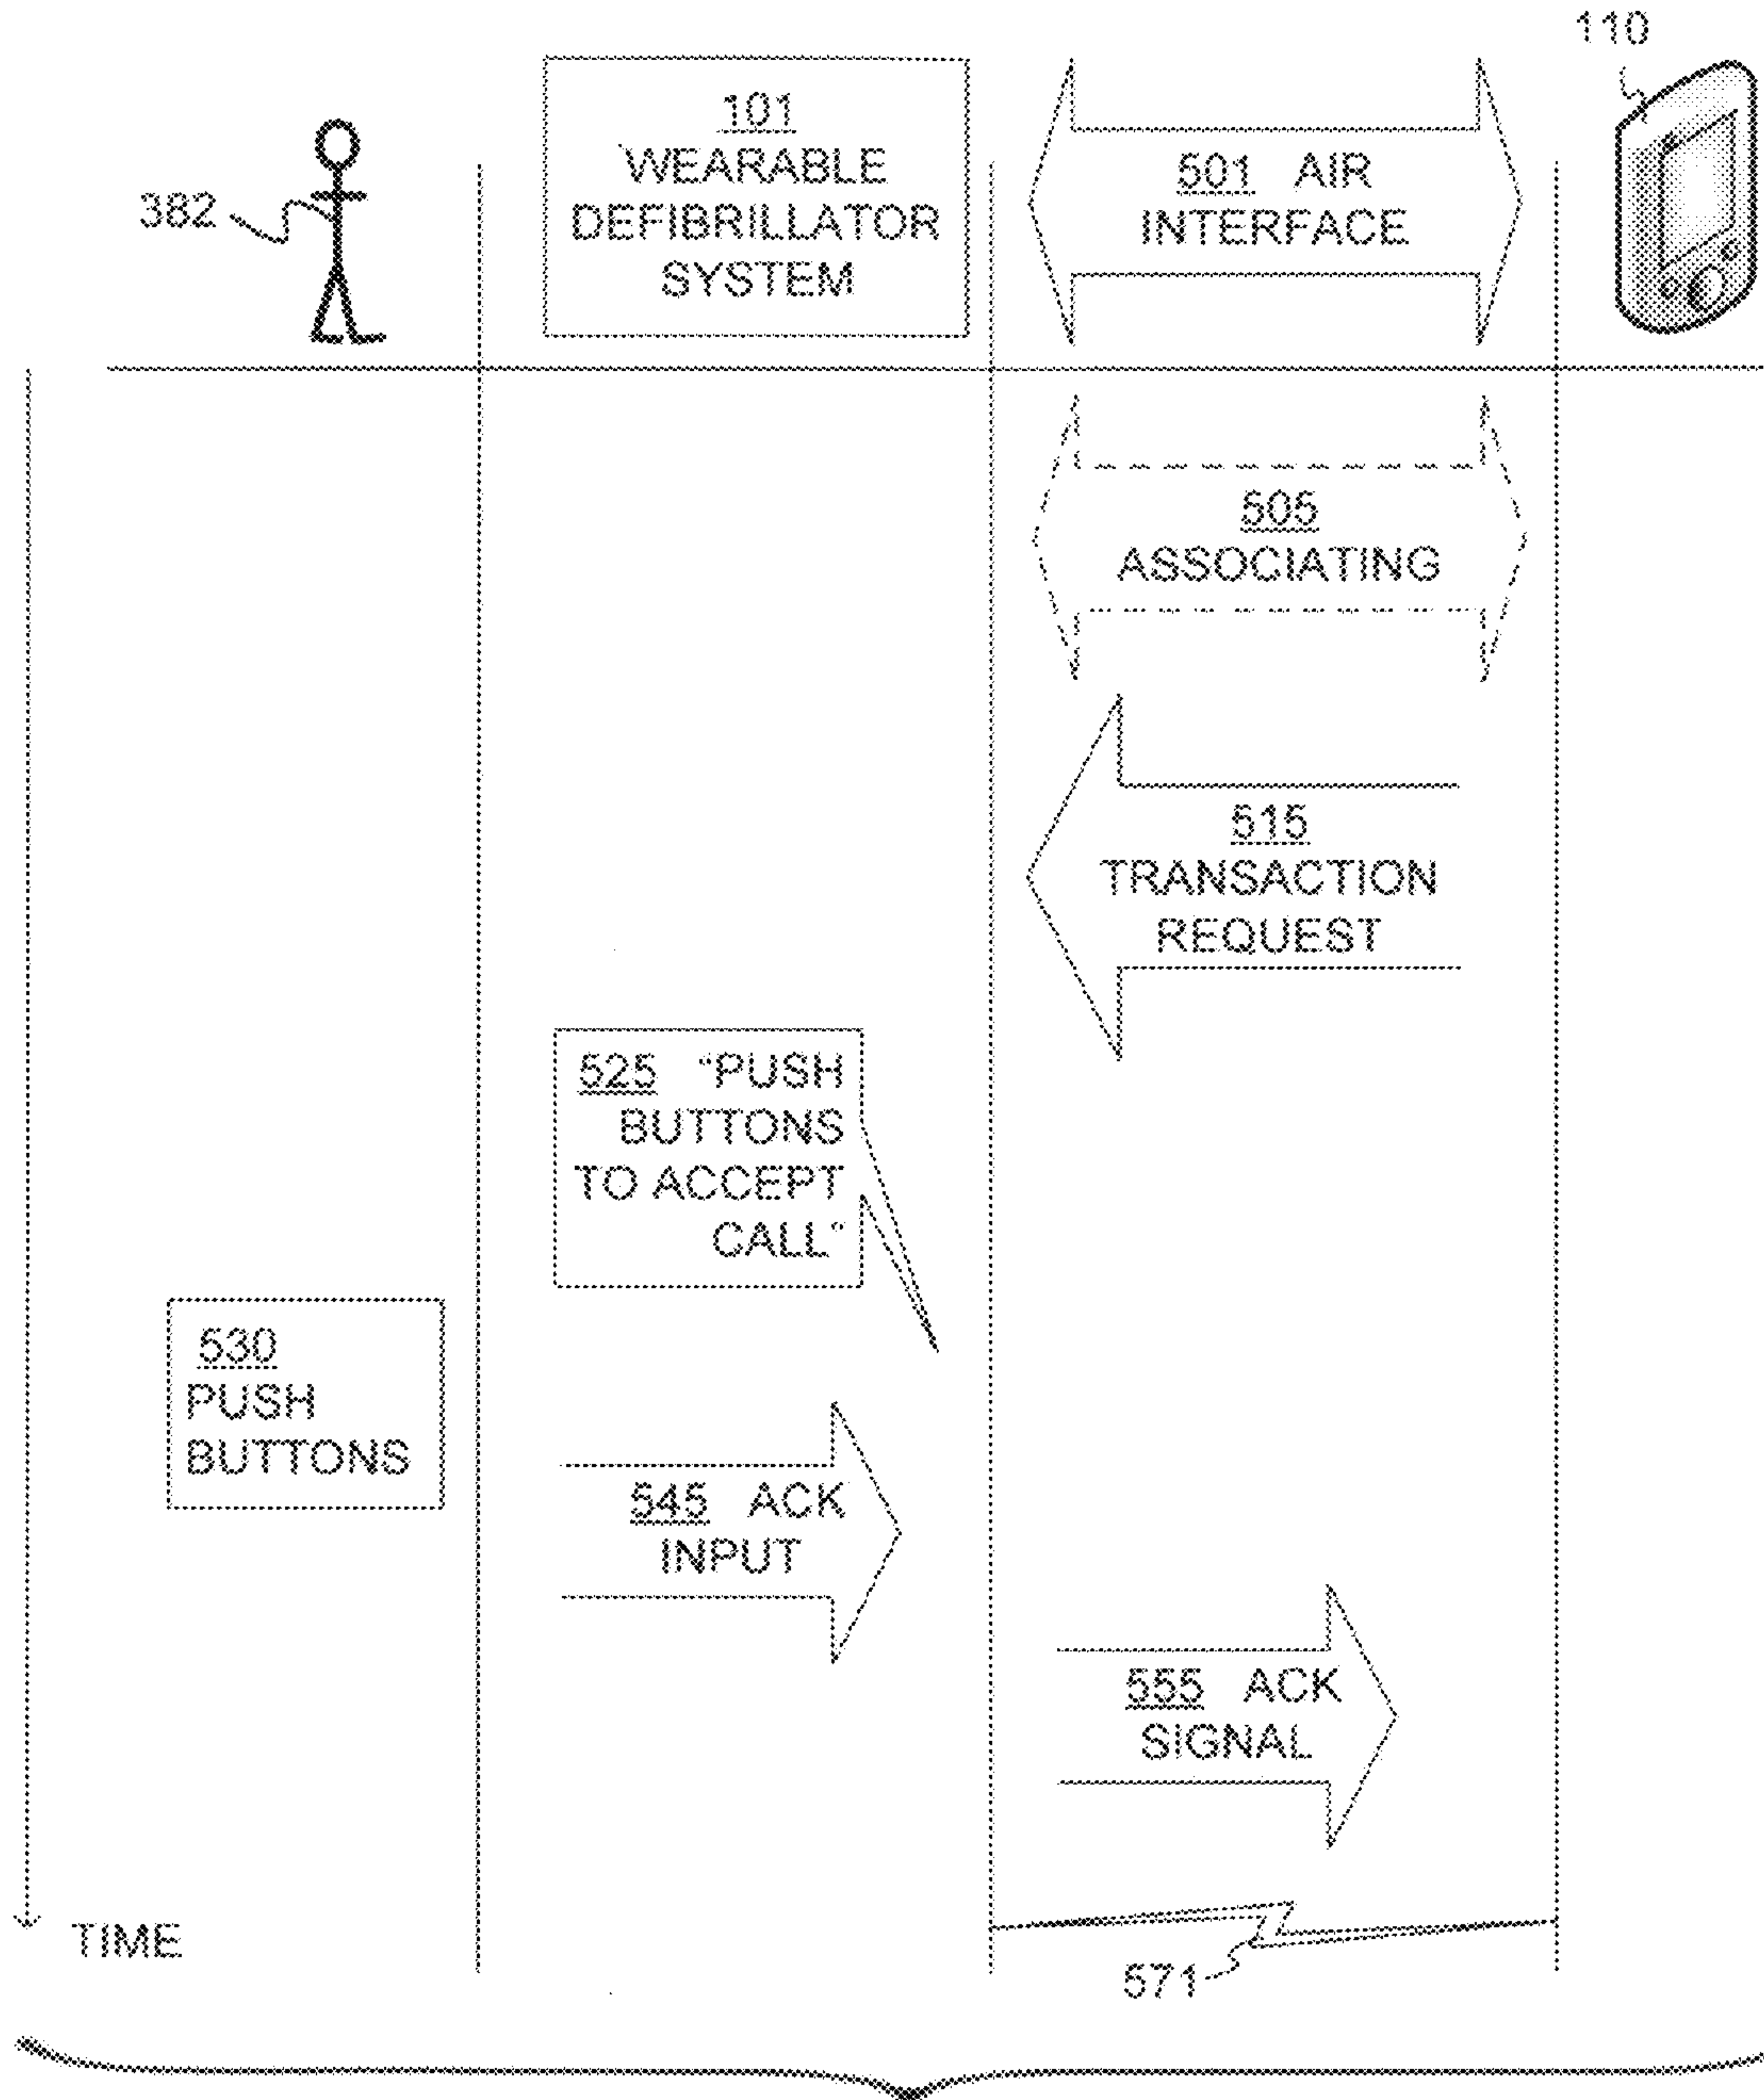 110
101
WEARABLE
DEFIBRILLATOR
SYSTEM
501 AIR
INTERFACE
382
505
ASSOCIATING
515
TRANSACTION
REQUEST
525 "PUSH
BUTTONS
TO ACCEPT
CALL"
530
PUSH
BUTTONS
545 ACK
INPUT
555 ACK
SIGNAL
TIME
571